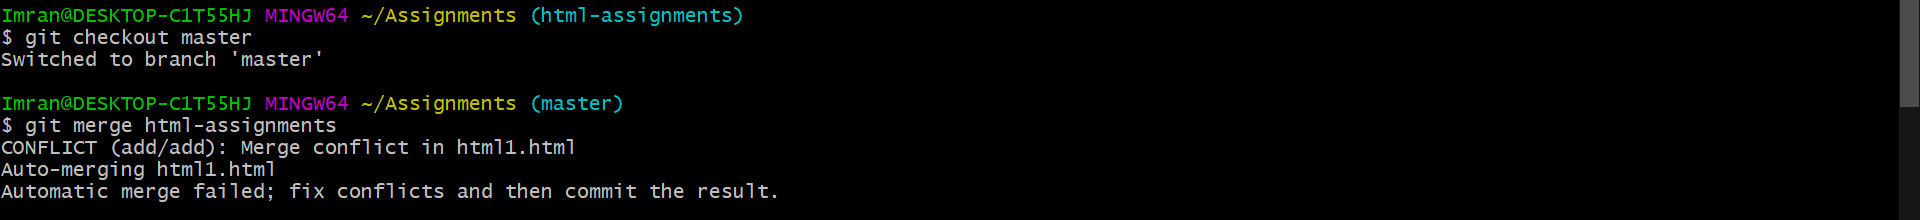 Imran@DESKTOP-C1T55HJ MINGW64 ~/Assignments (html-assignments)
$ git checkout master
Switched to branch 'master'
Imran@DESKTOP-C1T55HJ MINGW64 ~/Assignments (master)
$ git merge html-assignments
CONFLICT (add/add): Merge conflict in html1.html
Auto-merging html1.html
Automatic merge failed; fix conflicts and then commit the result.